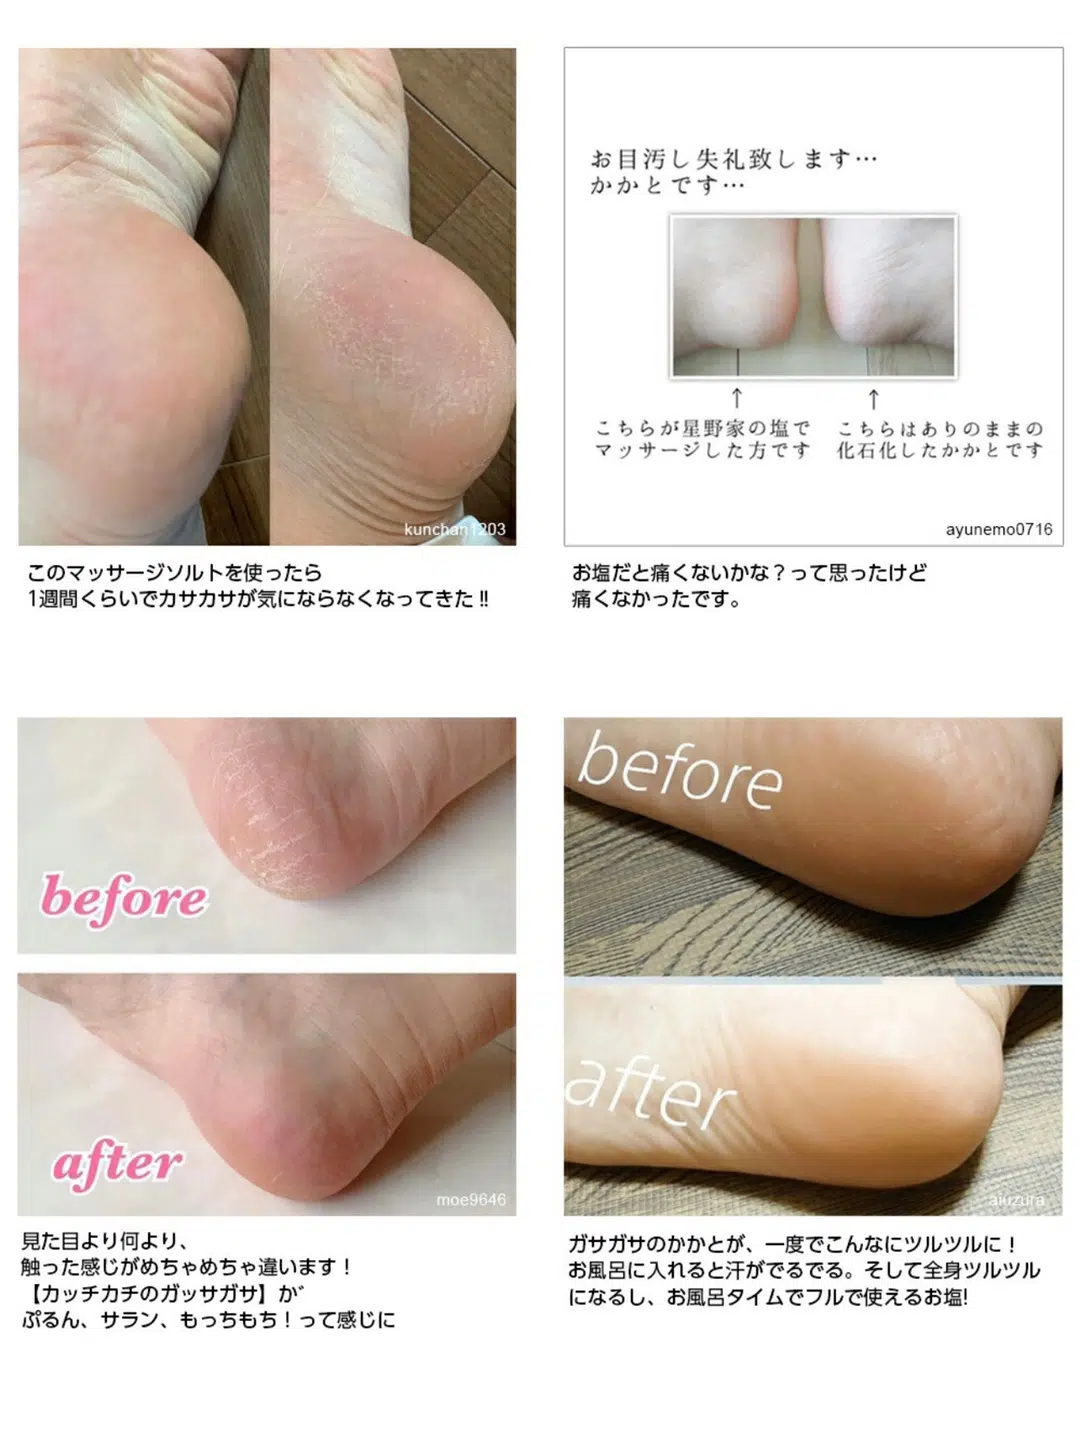 kunchan1203
このマッサージソルトを使ったら
1週間くらいでカサカサが気にならなくなってきた!!
お目汚し失礼致します…
かかとです…
↑
↑
こちらが星野家の塩で
マッサージした方です
こちらはありのままの
化石化したかかとです
ayunemo0716
お塩だと痛くないかな？って思ったけど
痛くなかったです。
before
after
moe9646
見た目より何より、
触った感じがめちゃめちゃ違います！
【カッチカチのガッサガサ】か゛
ぷるん、サラン、もっちもち！って感じに
before
after
aiuzura
ガサガサのかかとが、一度でこんなにツルツルに！
お風呂に入れると汗がでるでる。そして全身ツルツル
になるし、お風呂タイムでフルで使えるお塩!